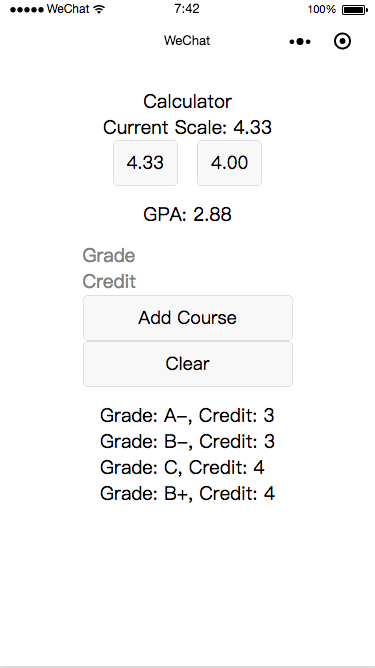 WeChat 7:42 100%
WeChat
Calculator
Current Scale: 4.33
4.33 4.00
GPA: 2.88
Grade
Credit
Add Course
Clear
Grade: A-, Credit: 3
Grade: B-, Credit: 3
Grade: C, Credit: 4
Grade: B+, Credit: 4